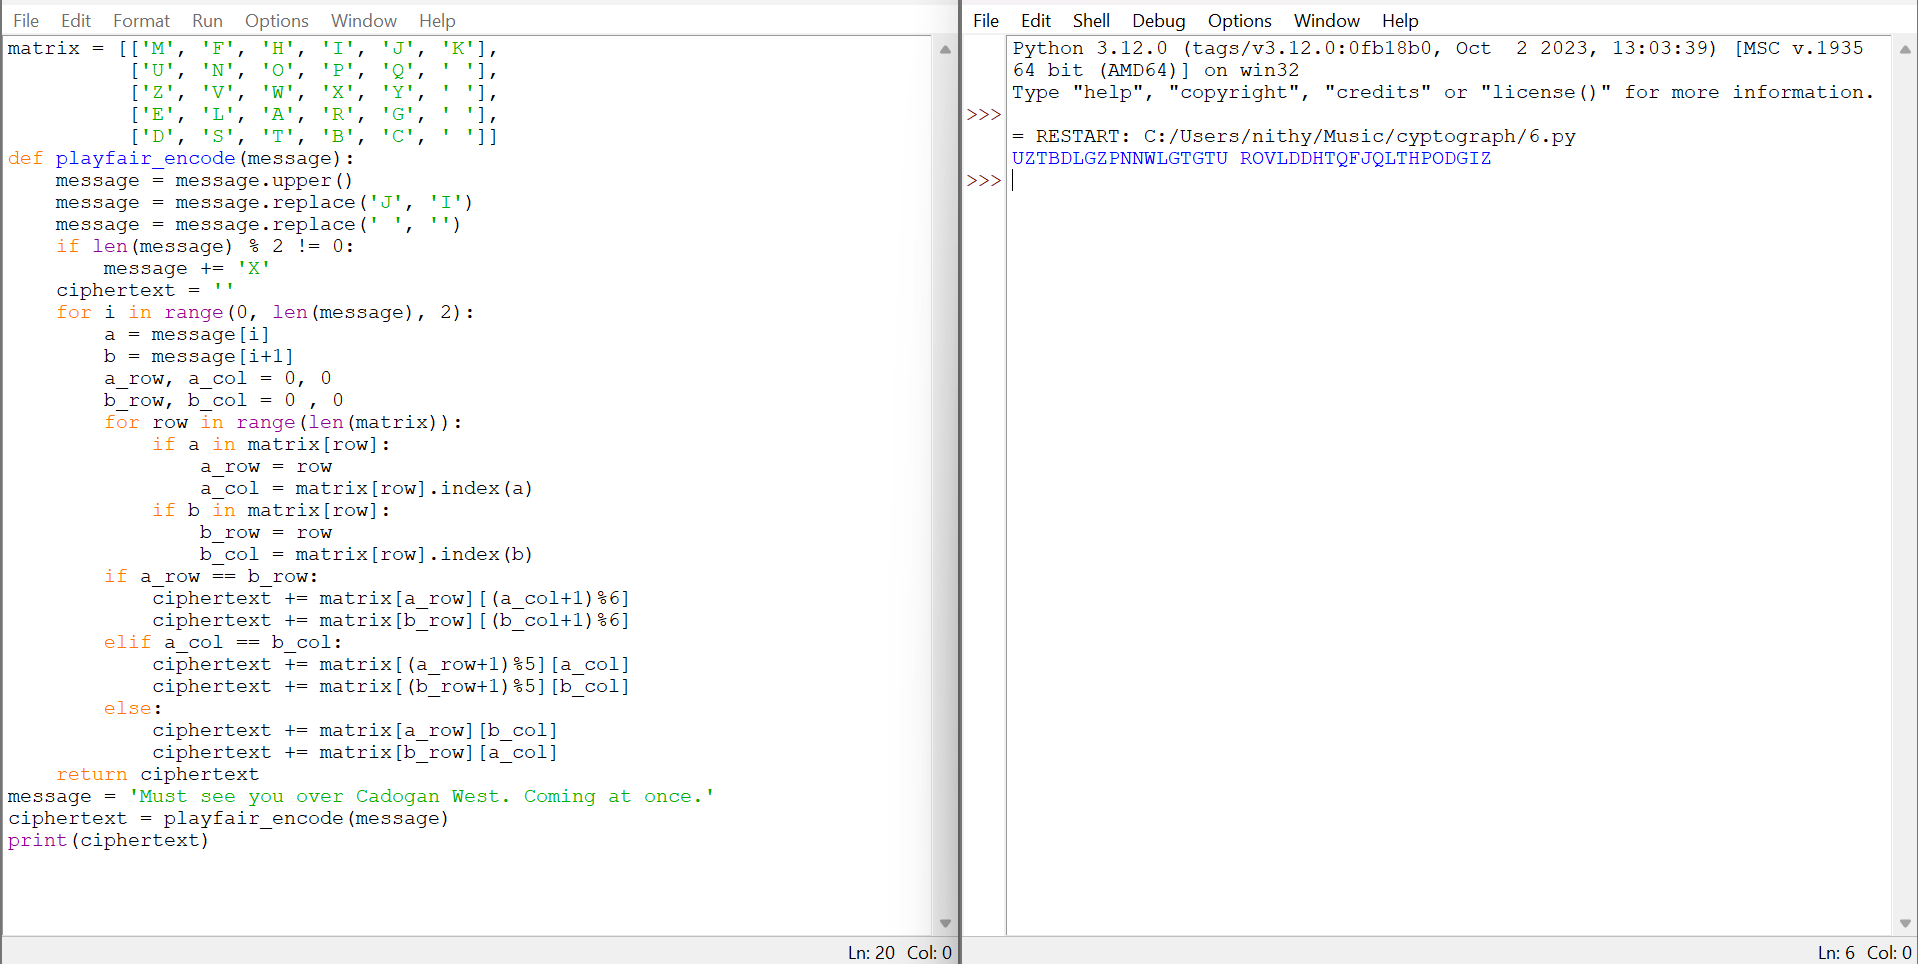 File Edit Format Run Options Window Help
matrix = [['M', 'F', 'H', 'I', 'J', 'K'],
          ['U', 'N', 'O', 'P', 'Q', ' '],
          ['Z', 'V', 'W', 'X', 'Y', ' '],
          ['E', 'L', 'A', 'R', 'G', ' '],
          ['D', 'S', 'T', 'B', 'C', ' ']]
def playfair_encode(message):
    message = message.upper()
    message = message.replace('J', 'I')
    message = message.replace(' ', '')
    if len(message) % 2 != 0:
        message += 'X'
    ciphertext = ''
    for i in range(0, len(message), 2):
        a = message[i]
        b = message[i+1]
        a_row, a_col = 0, 0
        b_row, b_col = 0 , 0
        for row in range(len(matrix)):
            if a in matrix[row]:
                a_row = row
                a_col = matrix[row].index(a)
            if b in matrix[row]:
                b_row = row
                b_col = matrix[row].index(b)
        if a_row == b_row:
            ciphertext += matrix[a_row][(a_col+1)%6]
            ciphertext += matrix[b_row][(b_col+1)%6]
        elif a_col == b_col:
            ciphertext += matrix[(a_row+1)%5][a_col]
            ciphertext += matrix[(b_row+1)%5][b_col]
        else:
            ciphertext += matrix[a_row][b_col]
            ciphertext += matrix[b_row][a_col]
    return ciphertext
message = 'Must see you over Cadogan West. Coming at once.'
ciphertext = playfair_encode(message)
print(ciphertext)
Ln: 20 Col: 0
File Edit Shell Debug Options Window Help
Python 3.12.0 (tags/v3.12.0:0fb18b0, Oct  2 2023, 13:03:39) [MSC v.1935
64 bit (AMD64)] on win32
Type "help", "copyright", "credits" or "license()" for more information.
>>>
= RESTART: C:/Users/nithy/Music/cyptograph/6.py
UZTBDLGZPNNWLGTGTU ROVLDDHTQFJQLTHPODGIZ
>>>
Ln: 6 Col: 0